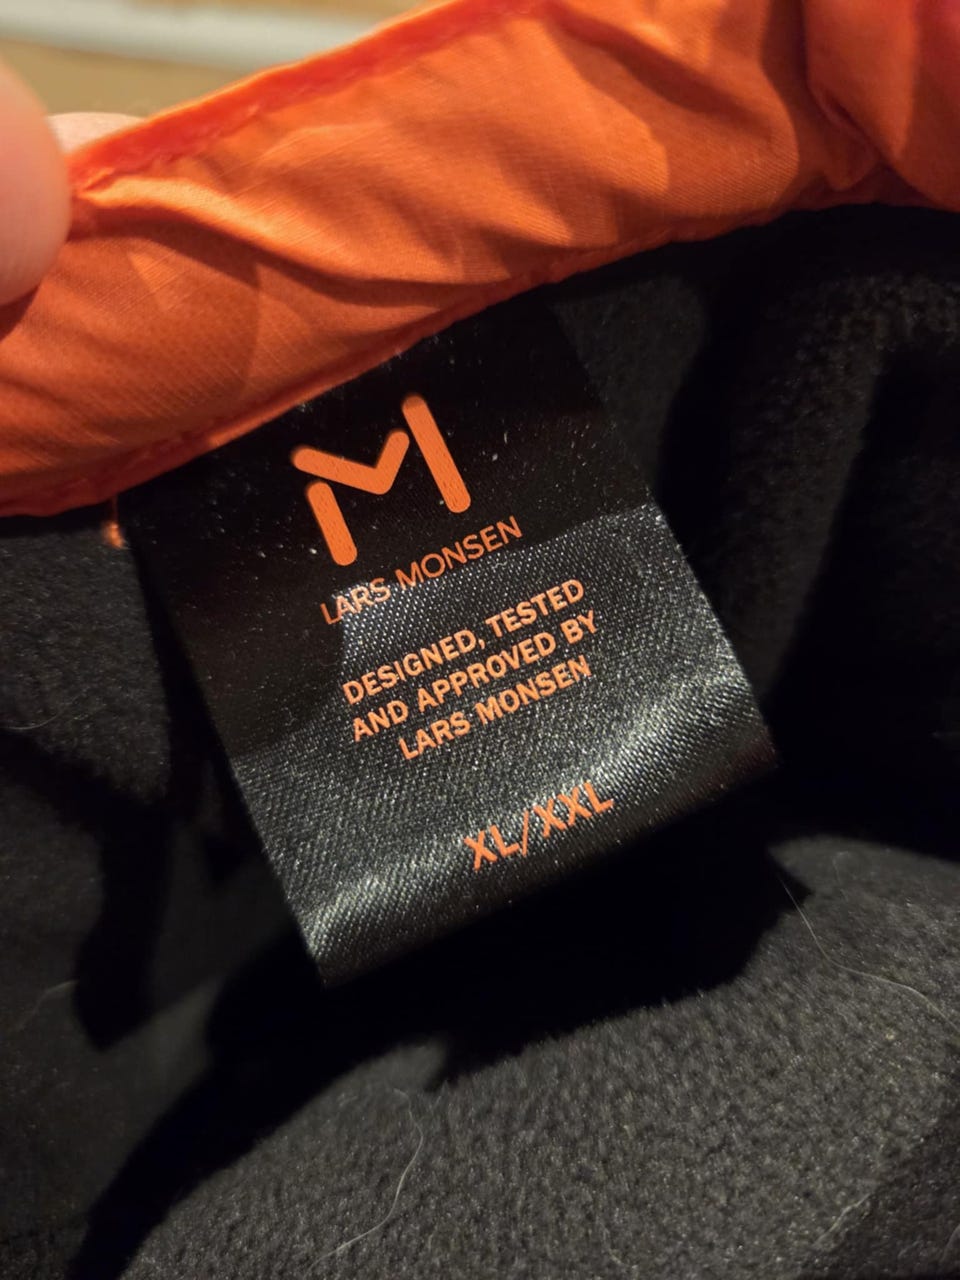 M
LARS MONSEN
DESIGNED, TESTED
AND APPROVED BY
LARS MONSEN
XL/XXL